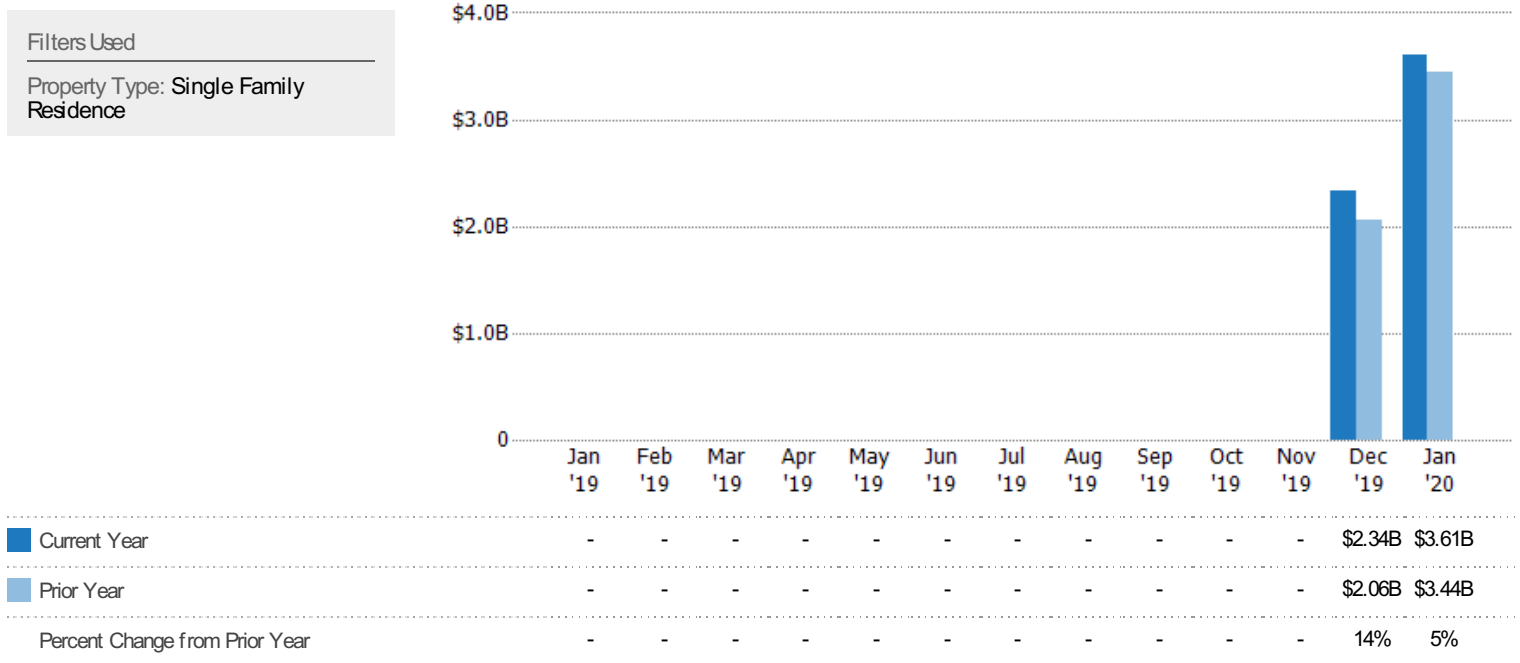 Filters Used
Property Type: Single Family
Residence
$4.0B
$3.0B
$2.0B
$1.0B
0
Jan Feb Mar Apr May Jun Jul Aug Sep Oct Nov Dec Jan
'19 '19 '19 '19 '19 '19 '19 '19 '19 '19 '19 '19 '20
Current Year - - - - - - - - - - - $2.34B $3.61B
Prior Year - - - - - - - - - - - $2.06B $3.44B
Percent Change from Prior Year - - - - - - - - - - - 14% 5%